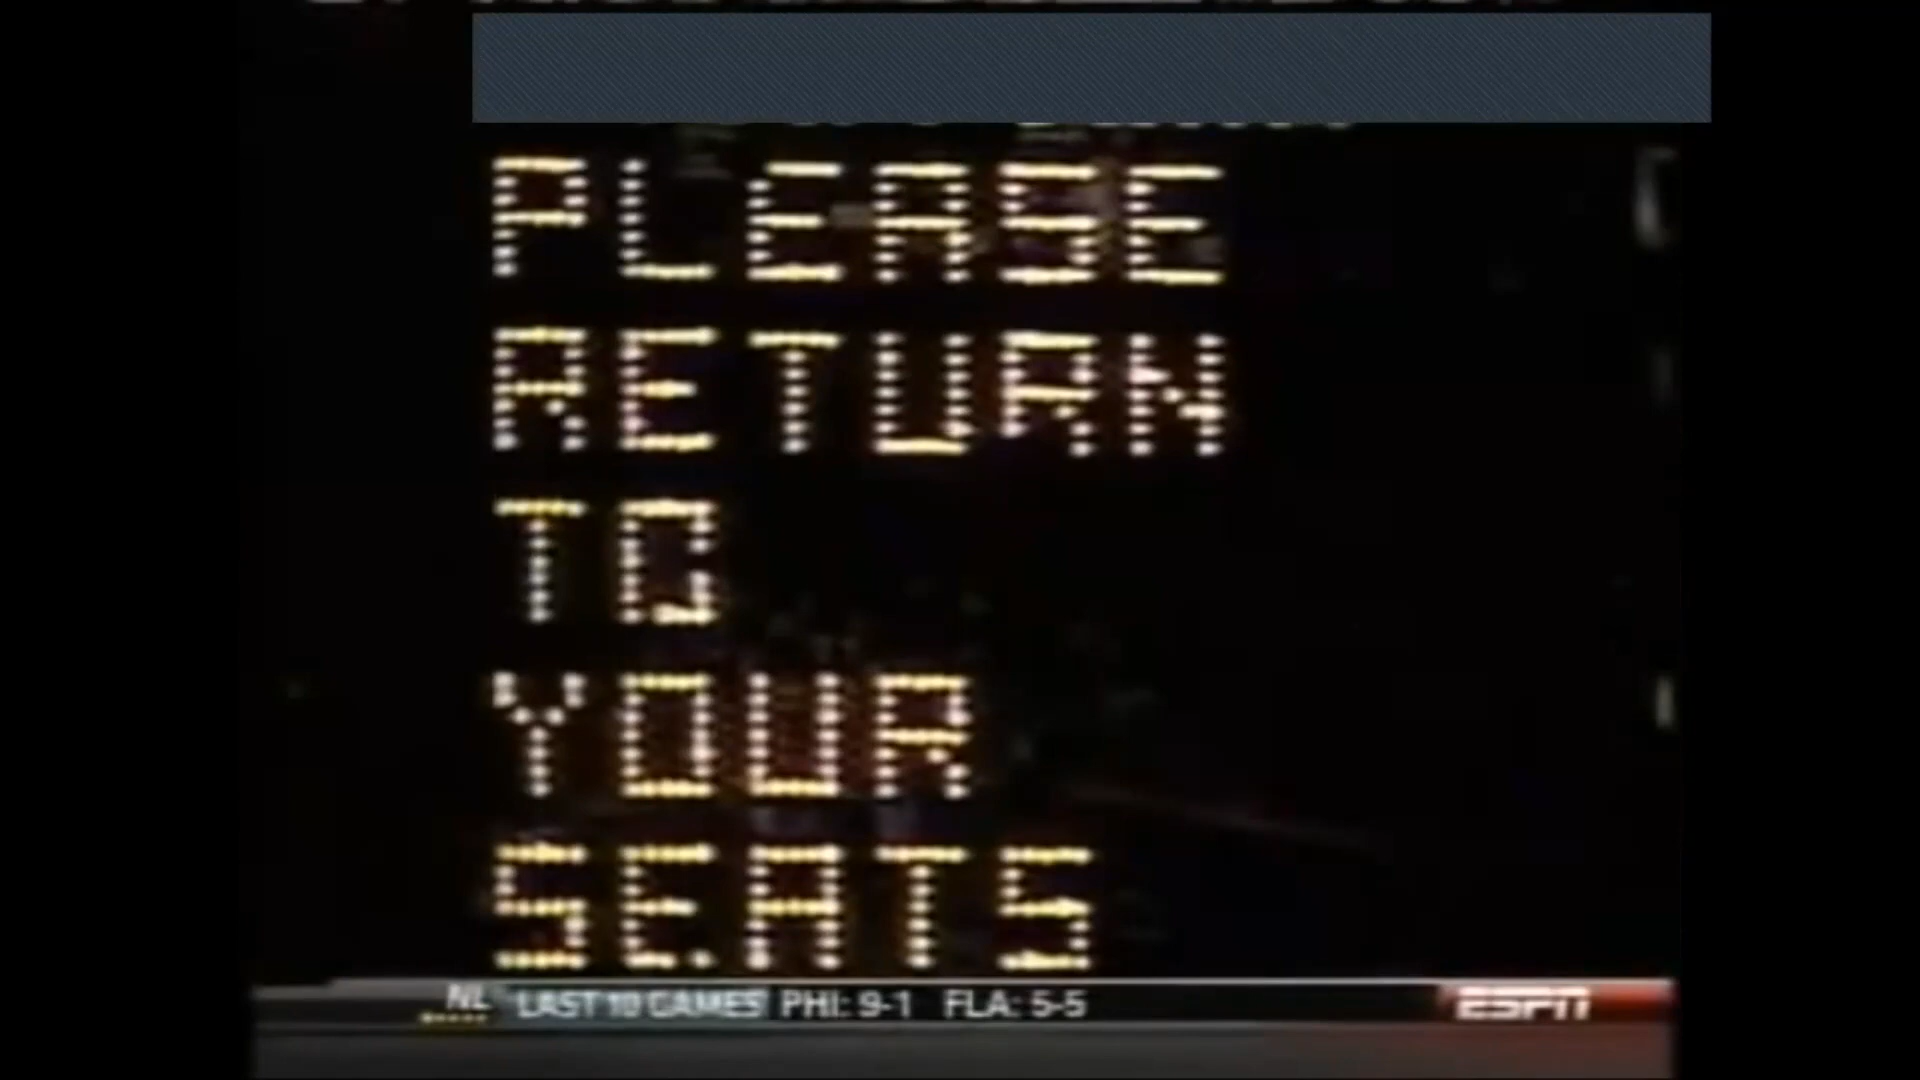 PLEASE
RETURN
TO
YOUR
SEATS
NL LAST 10 GAMES PHI: 9-1 FLA: 5-5 ESPN